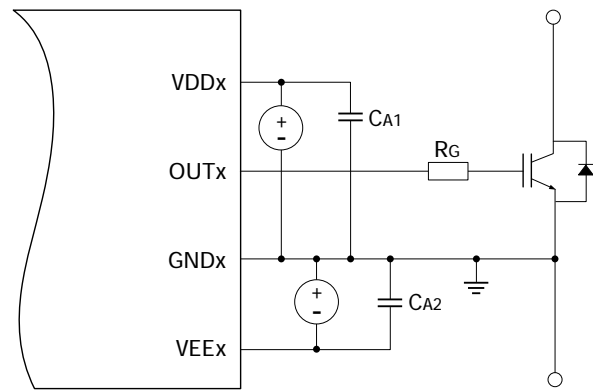 VDDx
+
-
CA1
OUTx
RG
GNDx
+
-
CA2
VEEx